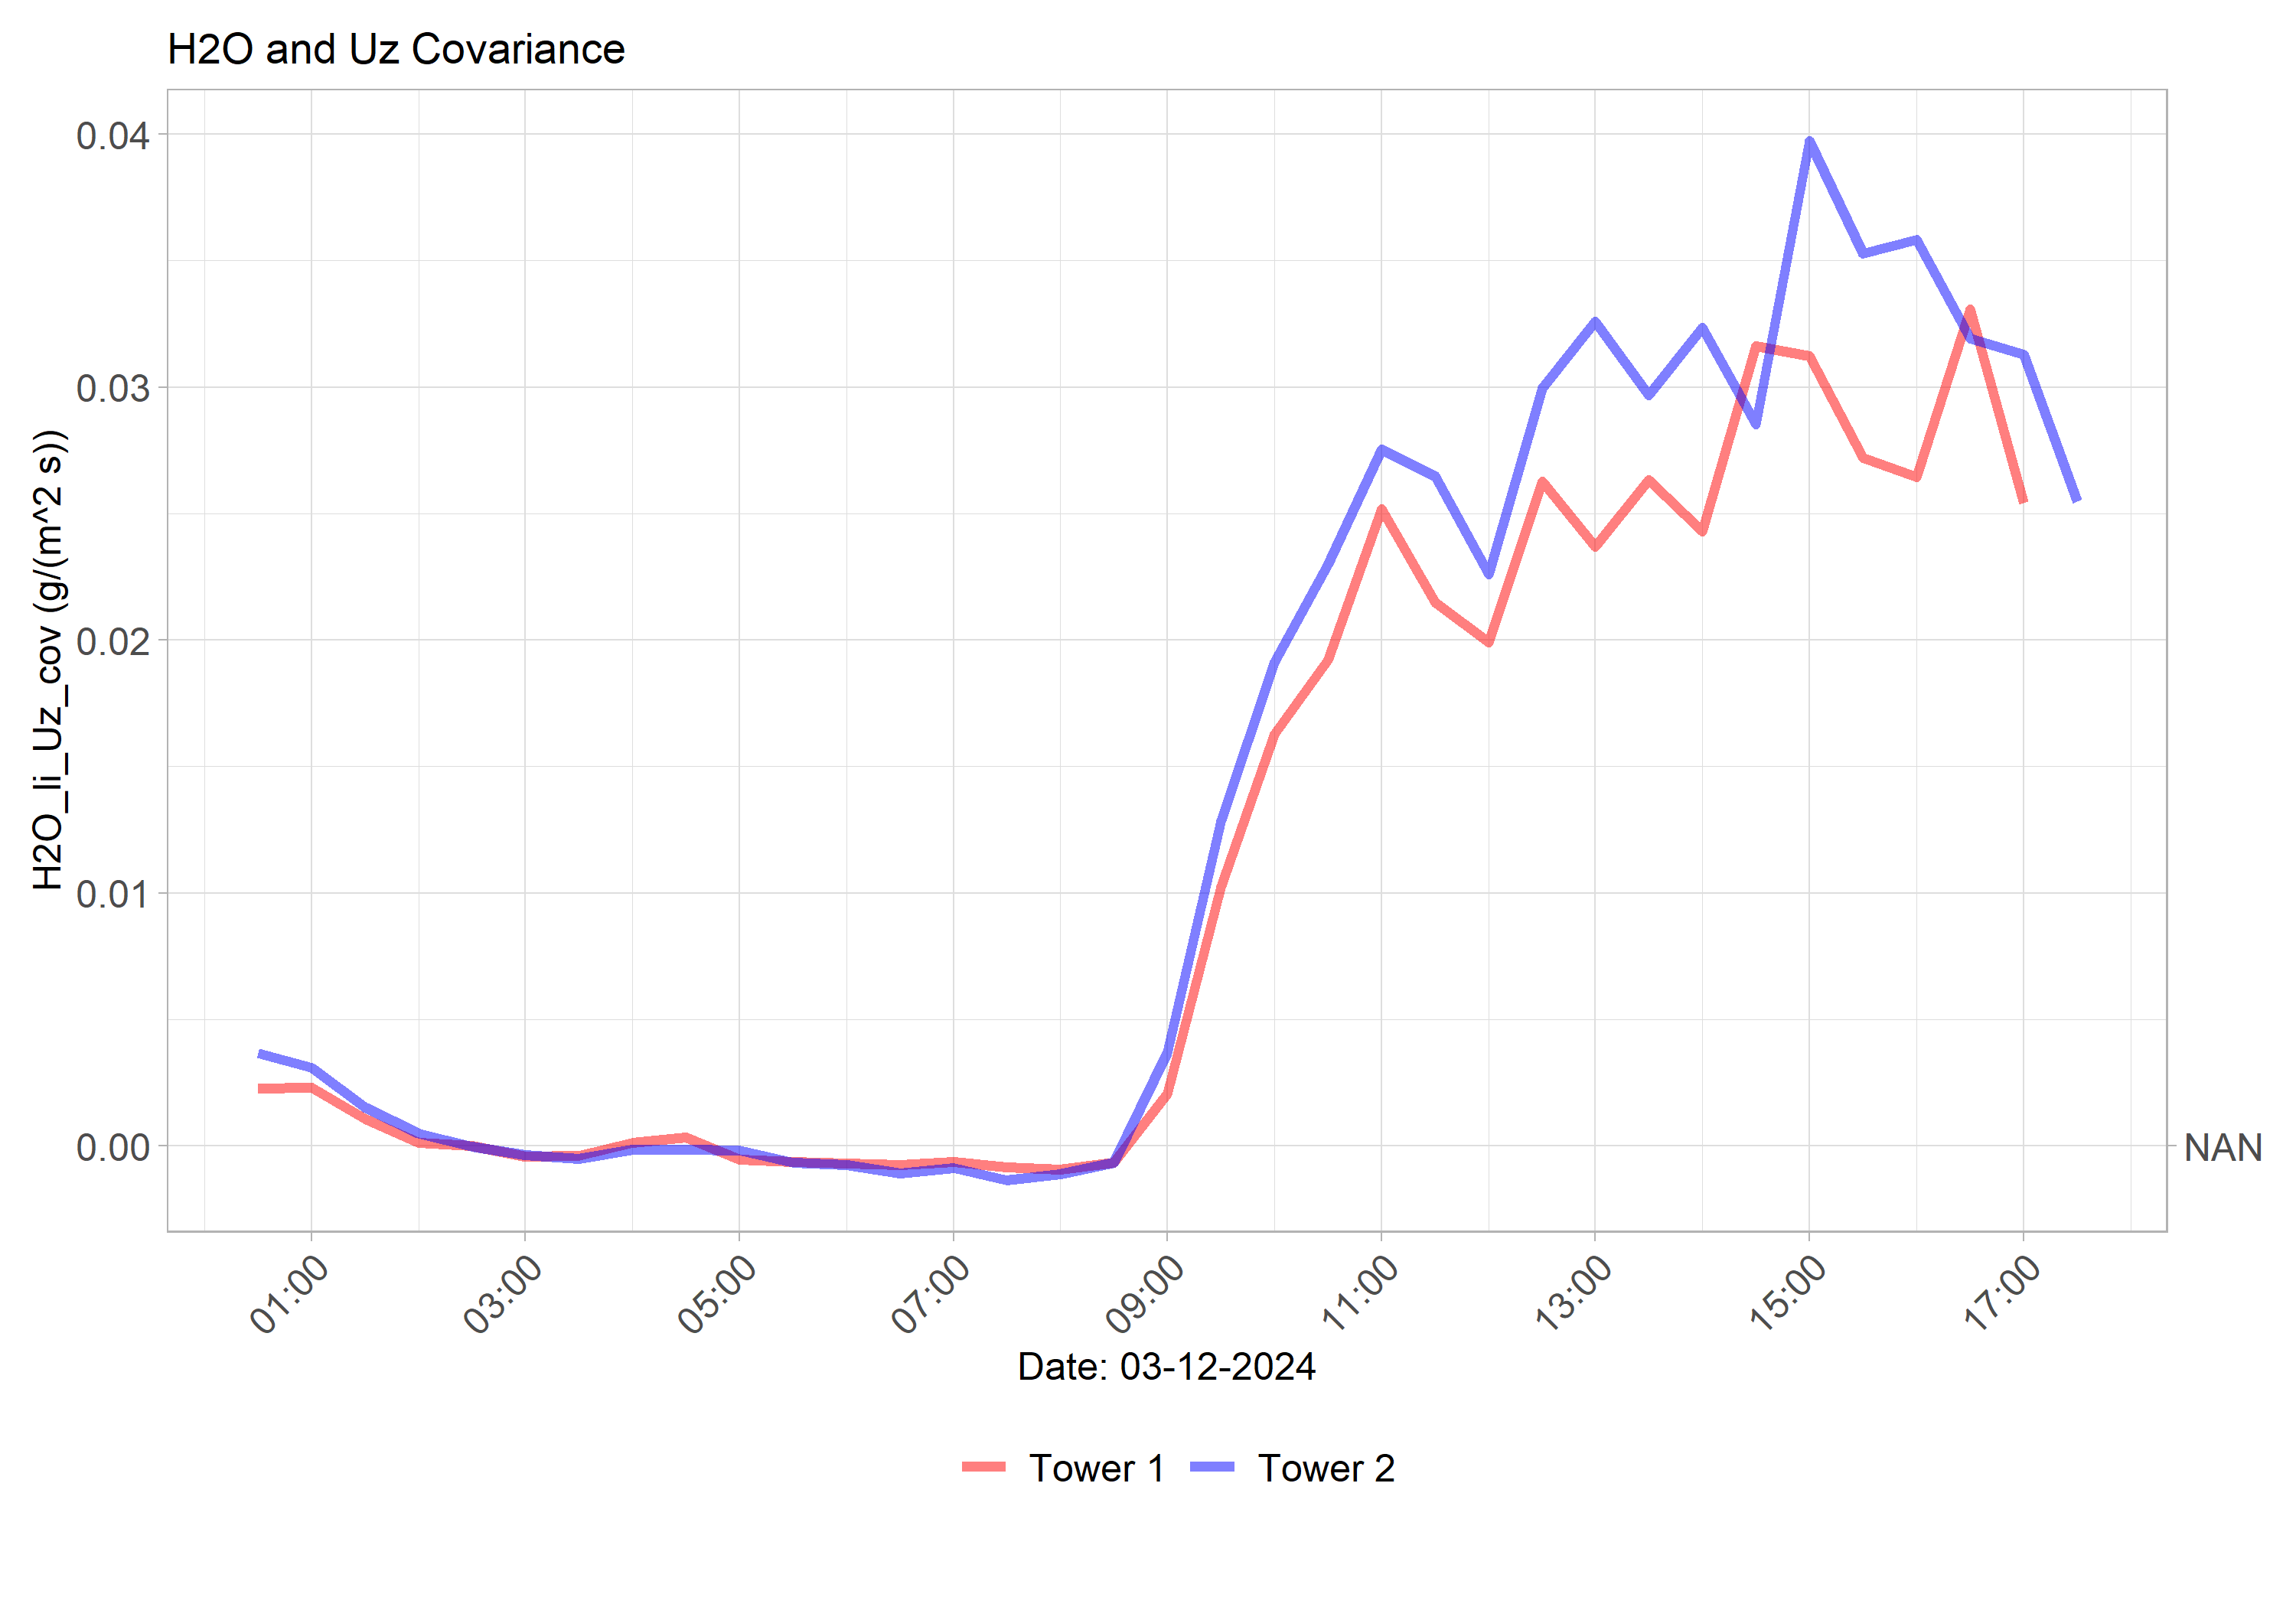 H2O and Uz Covariance
H2O_li_Uz_cov (g/(m^2 s))
0.04
0.03
0.02
0.01
0.00
NAN
01:00
03:00
05:00
07:00
09:00
11:00
13:00
15:00
17:00
Date: 03-12-2024
Tower 1
Tower 2